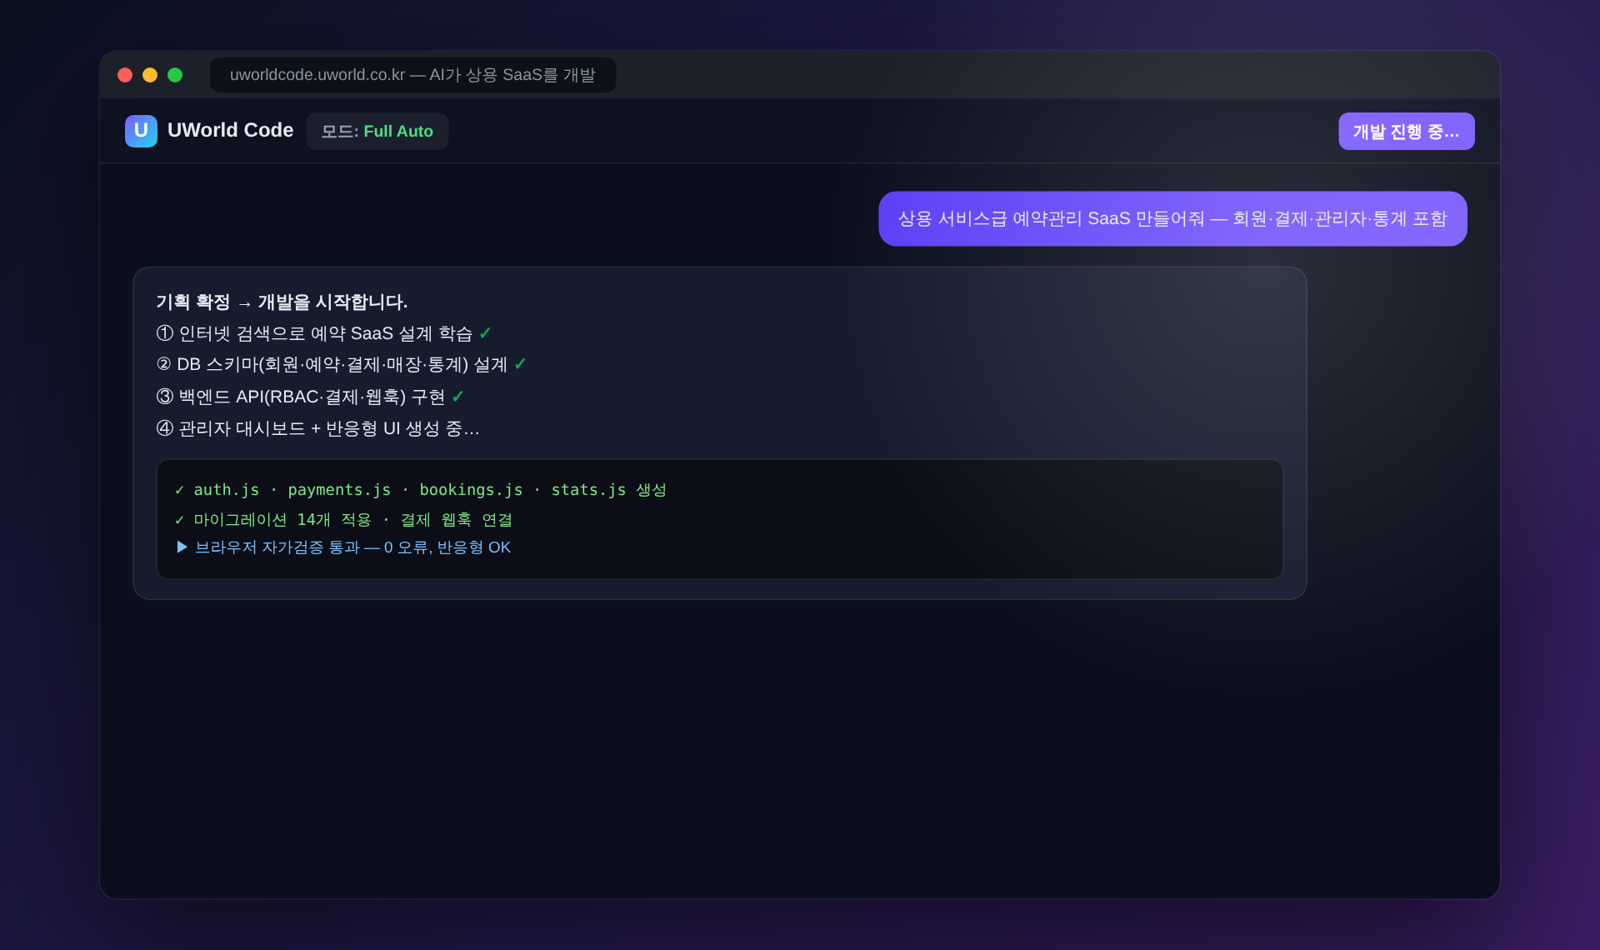 uworldcode.uworld.co.kr — AI가 상용 SaaS를 개발
U UWorld Code 모드: Full Auto 개발 진행 중…
상용 서비스급 예약관리 SaaS 만들어줘 — 회원·결제·관리자·통계 포함
기획 확정 → 개발을 시작합니다.
① 인터넷 검색으로 예약 SaaS 설계 학습 ✓
② DB 스키마(회원·예약·결제·매장·통계) 설계 ✓
③ 백엔드 API(RBAC·결제·웹훅) 구현 ✓
④ 관리자 대시보드 + 반응형 UI 생성 중…
✓ auth.js · payments.js · bookings.js · stats.js 생성
✓ 마이그레이션 14개 적용 · 결제 웹훅 연결
▶ 브라우저 자가검증 통과 — 0 오류, 반응형 OK